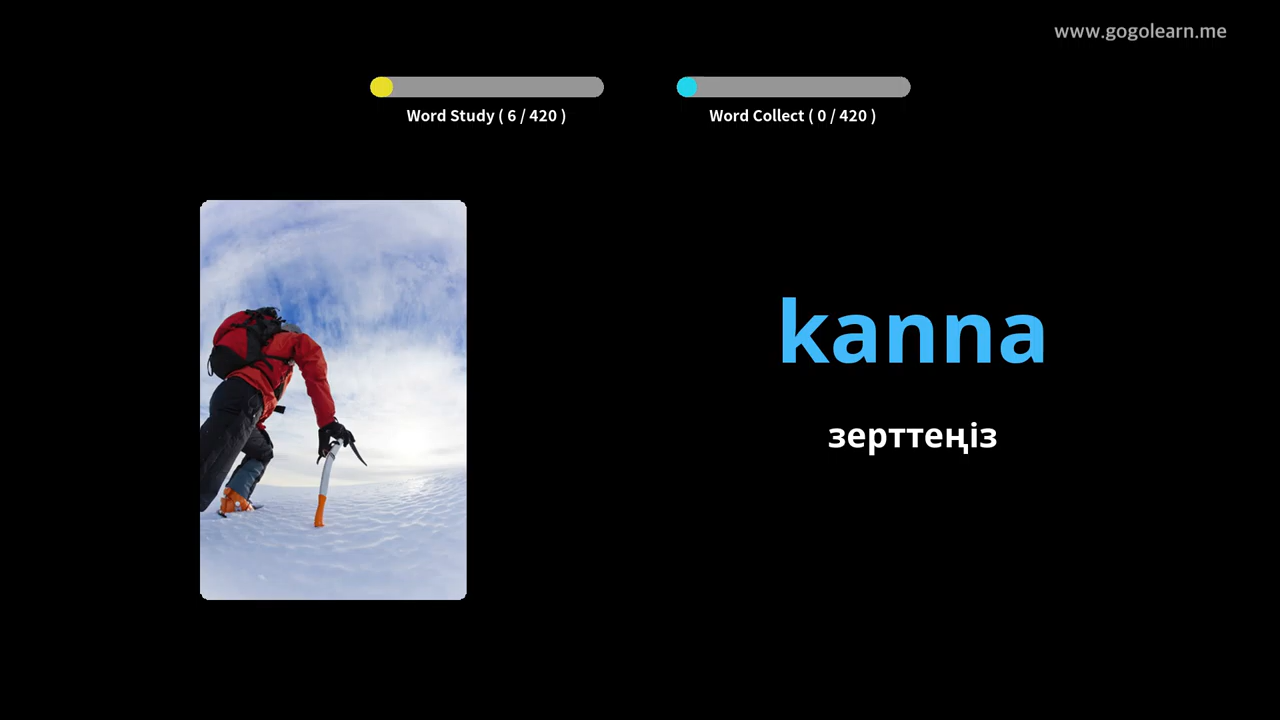 www.gogolearn.me
Word Study ( 6 / 420 )
Word Collect ( 0 / 420 )
kanna
зерттеңіз